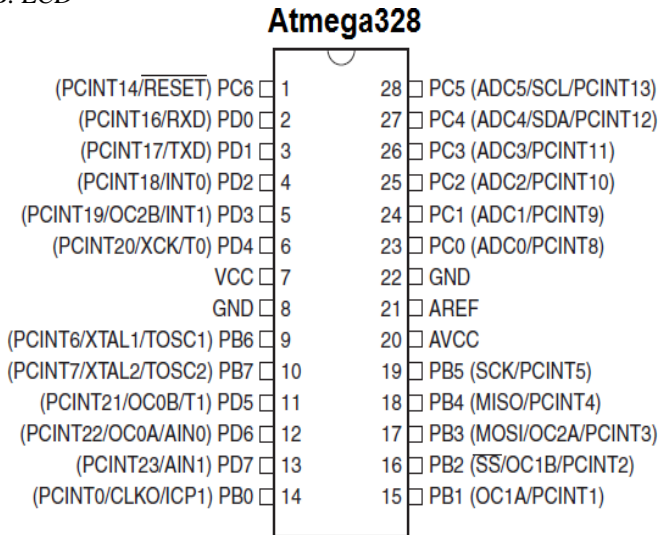 Atmega328
(PCINT14/RESET) PC6 1 28 PC5 (ADC5/SCL/PCINT13)
(PCINT16/RXD) PD0 2 27 PC4 (ADC4/SDA/PCINT12)
(PCINT17/TXD) PD1 3 26 PC3 (ADC3/PCINT11)
(PCINT18/INT0) PD2 4 25 PC2 (ADC2/PCINT10)
(PCINT19/OC2B/INT1) PD3 5 24 PC1 (ADC1/PCINT9)
(PCINT20/XCK/T0) PD4 6 23 PC0 (ADC0/PCINT8)
VCC 7 22 GND
GND 8 21 AREF
(PCINT6/XTAL1/TOSC1) PB6 9 20 AVCC
(PCINT7/XTAL2/TOSC2) PB7 10 19 PB5 (SCK/PCINT5)
(PCINT21/OC0B/T1) PD5 11 18 PB4 (MISO/PCINT4)
(PCINT22/OC0A/AIN0) PD6 12 17 PB3 (MOSI/OC2A/PCINT3)
(PCINT23/AIN1) PD7 13 16 PB2 (SS/OC1B/PCINT2)
(PCINT0/CLKO/ICP1) PB0 14 15 PB1 (OC1A/PCINT1)